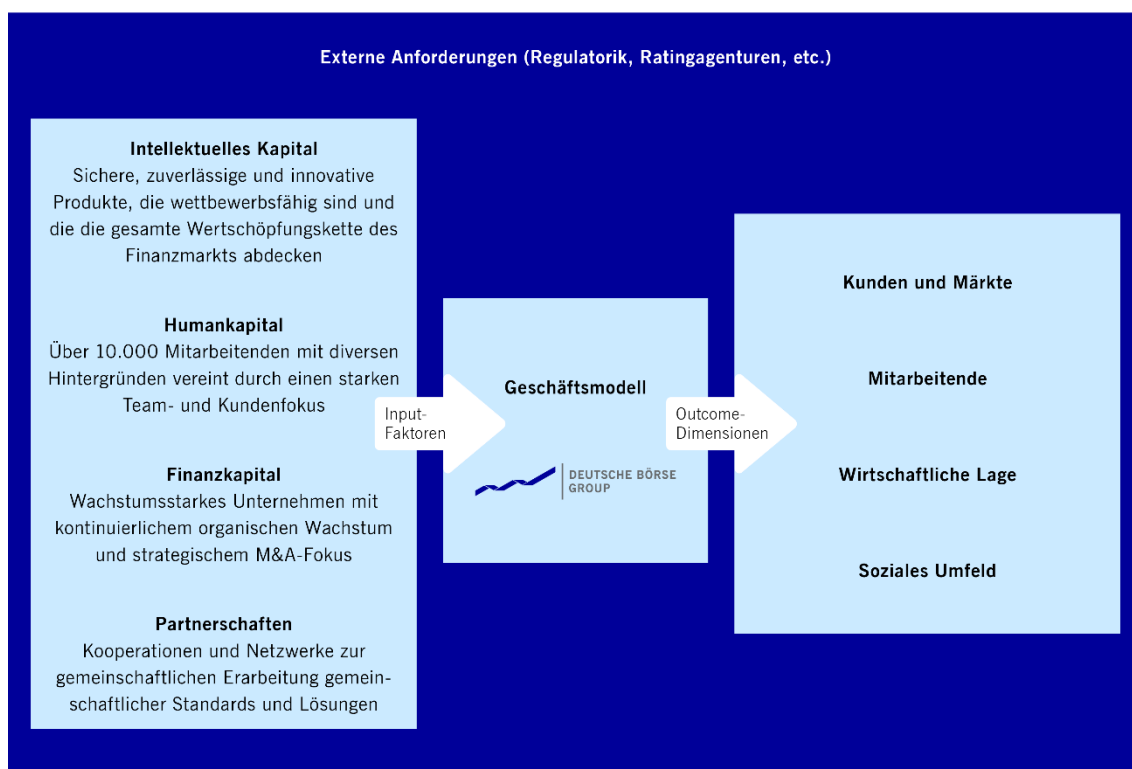 Externe Anforderungen (Regulatorik, Ratingagenturen, etc.)
Intellektuelles Kapital
Sichere, zuverlässige und innovative
Produkte, die wettbewerbsfähig sind und
die die gesamte Wertschöpfungskette des
Finanzmarkts abdecken
Humankapital
Über 10.000 Mitarbeitenden mit diversen
Hintergründen vereint durch einen starken
Team- und Kundenfokus
Finanzkapital
Wachstumsstarkes Unternehmen mit
kontinuierlichem organischen Wachstum
und strategischem M&A-Fokus
Partnerschaften
Kooperationen und Netzwerke zur
gemeinschaftlichen Erarbeitung gemein-
schaftlicher Standards und Lösungen
Input-
Faktoren
Geschäftsmodell
DEUTSCHE BÖRSE
GROUP
Outcome-
Dimensionen
Kunden und Märkte
Mitarbeitende
Wirtschaftliche Lage
Soziales Umfeld